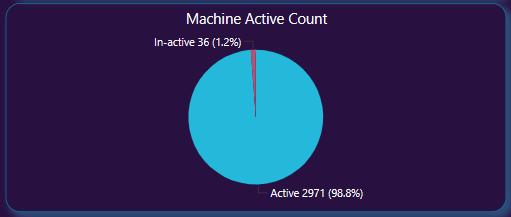 Machine Active Count
In-active 36 (1.2%)
Active 2971 (98.8%)